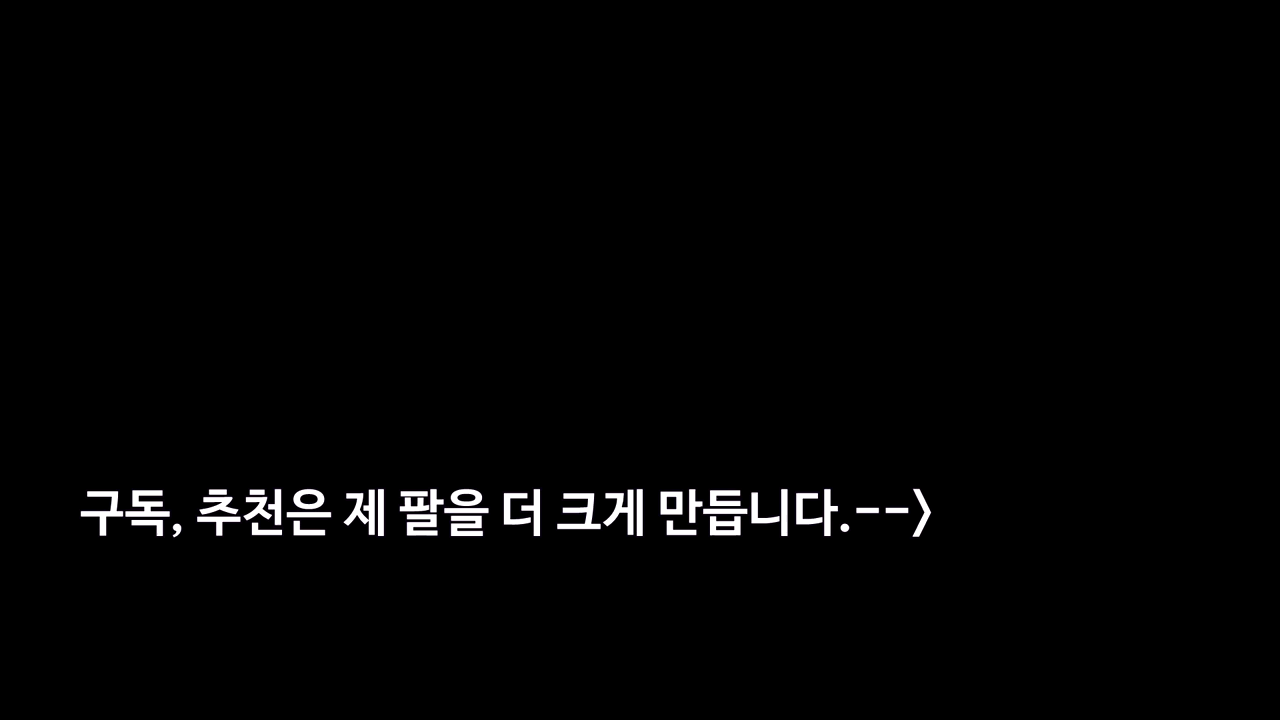 구독, 추천은 제 팔을 더 크게 만듭니다.-->